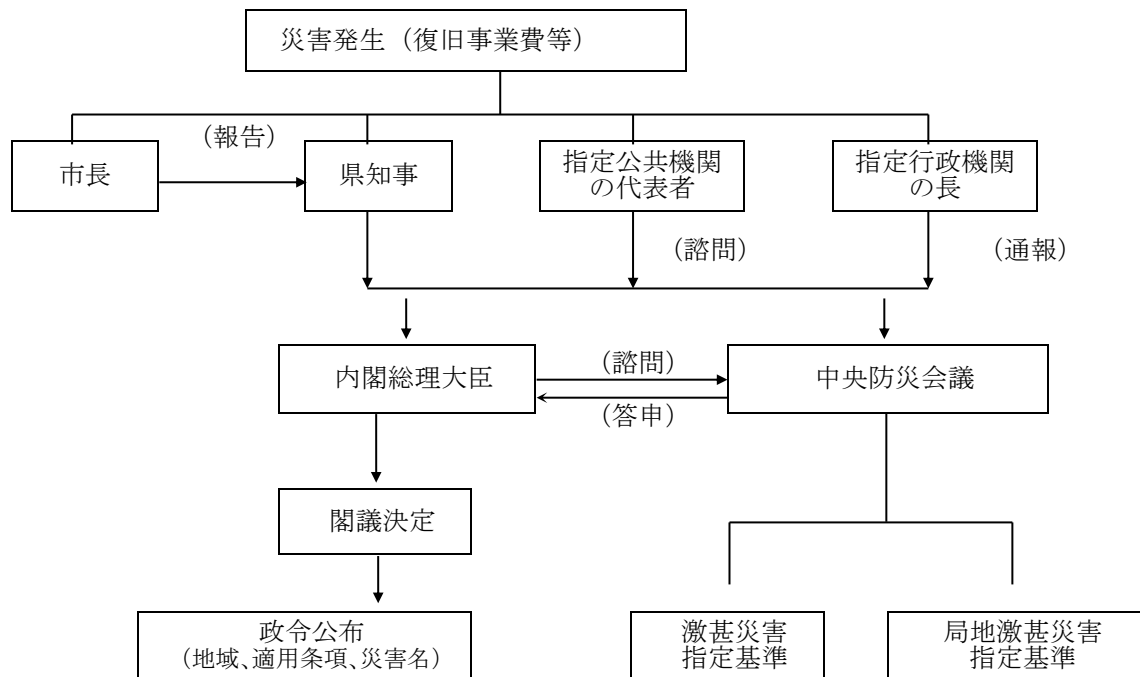 災害発生（復旧事業費等）
（報告）
市長
県知事
指定公共機関
の代表者
指定行政機関
の長
（諮問）
（通報）
内閣総理大臣
（諮問）
（答申）
中央防災会議
閣議決定
政令公布
（地域、適用条項、災害名）
激甚災害
指定基準
局地激甚災害
指定基準